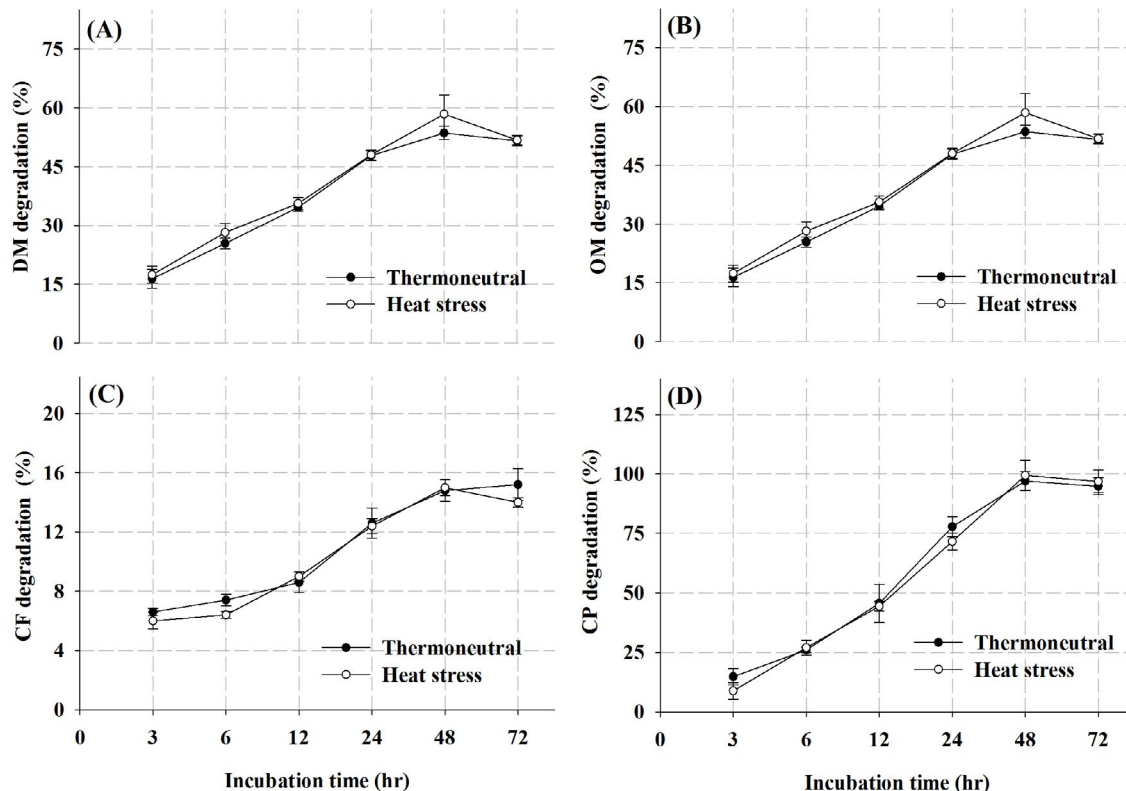 (A)
DM degradation (%)
75
60
45
30
15
0
Thermoneutral
Heat stress
(B)
OM degradation (%)
75
60
45
30
15
0
Thermoneutral
Heat stress
(C)
CF degradation (%)
20
16
12
8
4
0
Thermoneutral
Heat stress
0 3 6 12 24 48 72
Incubation time (hr)
(D)
CP degradation (%)
125
100
75
50
25
0
Thermoneutral
Heat stress
0 3 6 12 24 48 72
Incubation time (hr)